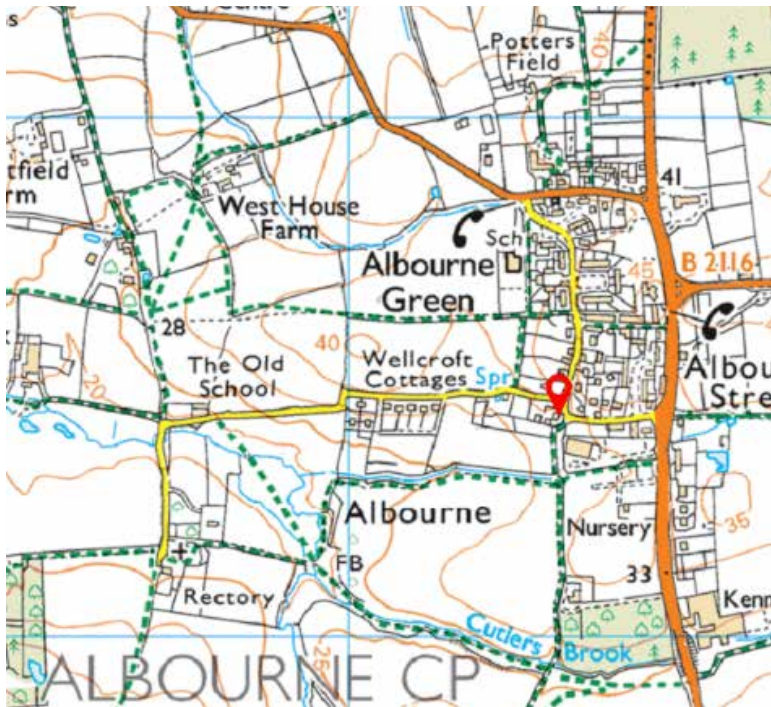 Potters
Field
40
tfield
rm
West House
Farm
41
Sch
B 2116
Albourne
Green
45
28
The Old
School
40
Wellcroft
Cottages
Spr
20
Albou
Stre
Albourne
Nursery
35
FB
33
Rectory
Kenn
Cutlers
Brook
25
ALBOURNE CP